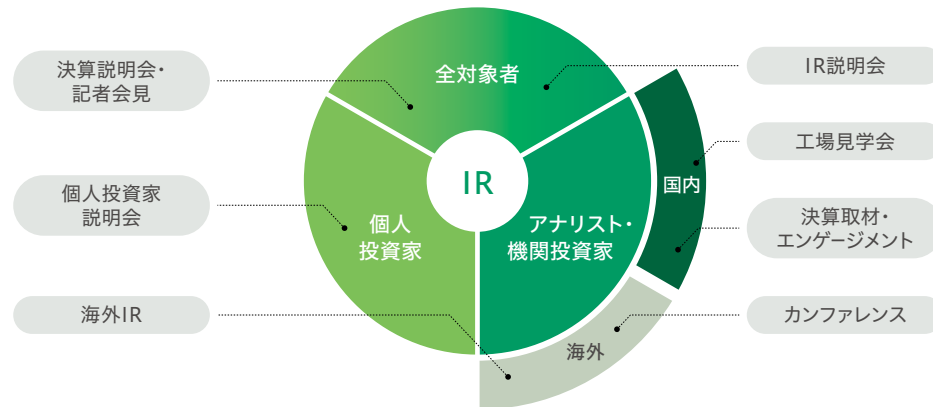 決算説明会・
記者会見
個人投資家
説明会
海外IR
全対象者
IR
個人
投資家
アナリスト・
機関投資家
国内
海外
IR説明会
工場見学会
決算取材・
エンゲージメント
カンファレンス